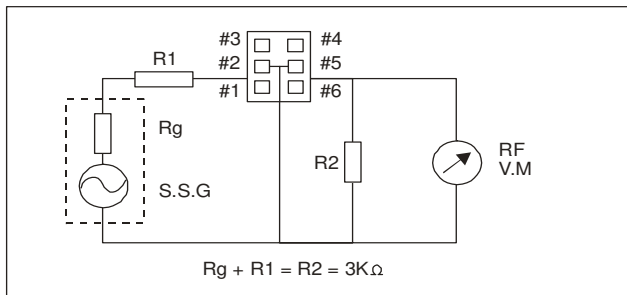 #3 #4
R1 #2 #5
#1 #6
Rg
S.S.G
R2
RF
V.M
Rg + R1 = R2 = 3KΩ